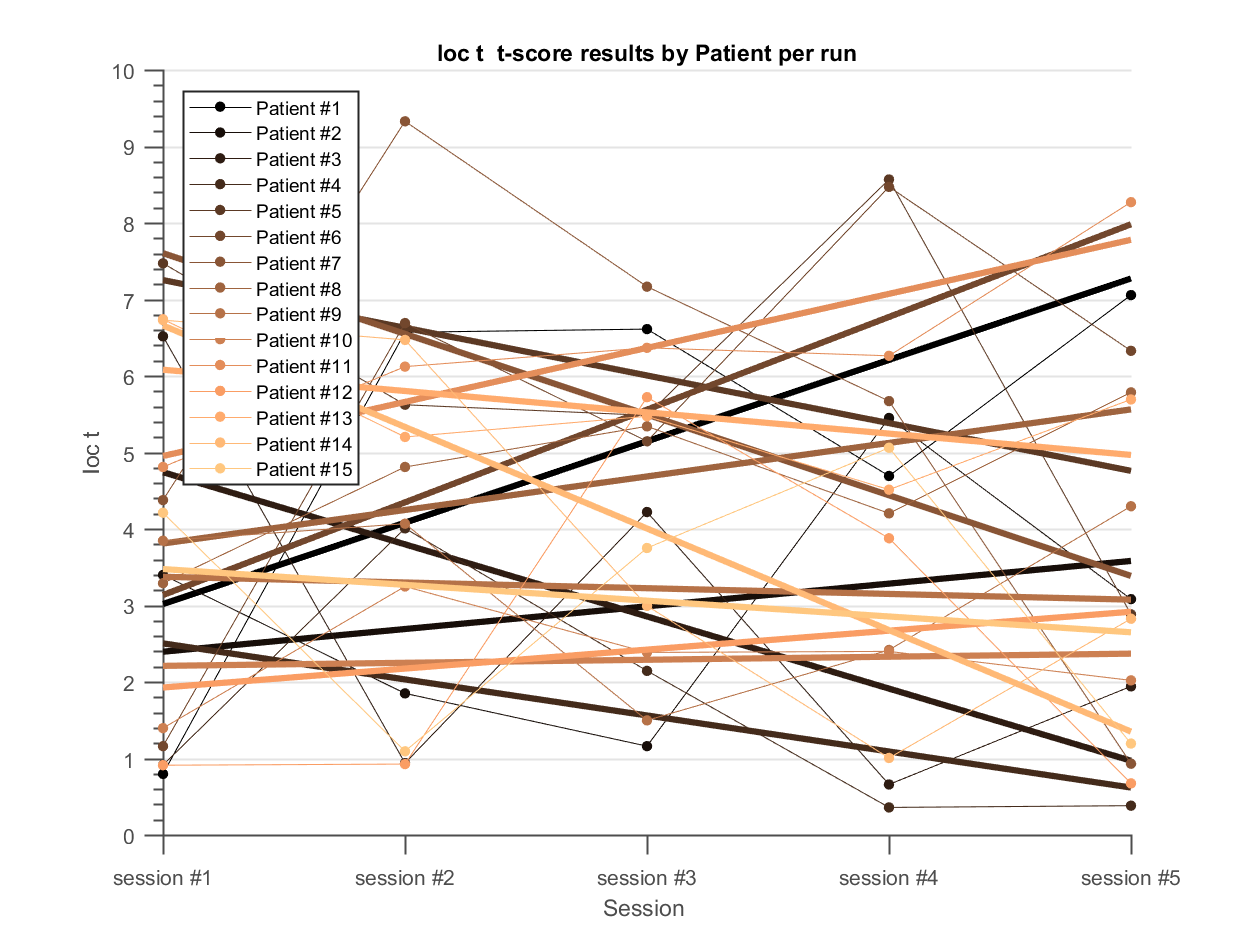 loc t  t-score results by Patient per run
10
9
8
7
6
5
4
3
2
1
0
loc t
Patient #1
Patient #2
Patient #3
Patient #4
Patient #5
Patient #6
Patient #7
Patient #8
Patient #9
Patient #10
Patient #11
Patient #12
Patient #13
Patient #14
Patient #15
session #1 session #2 session #3 session #4 session #5
Session